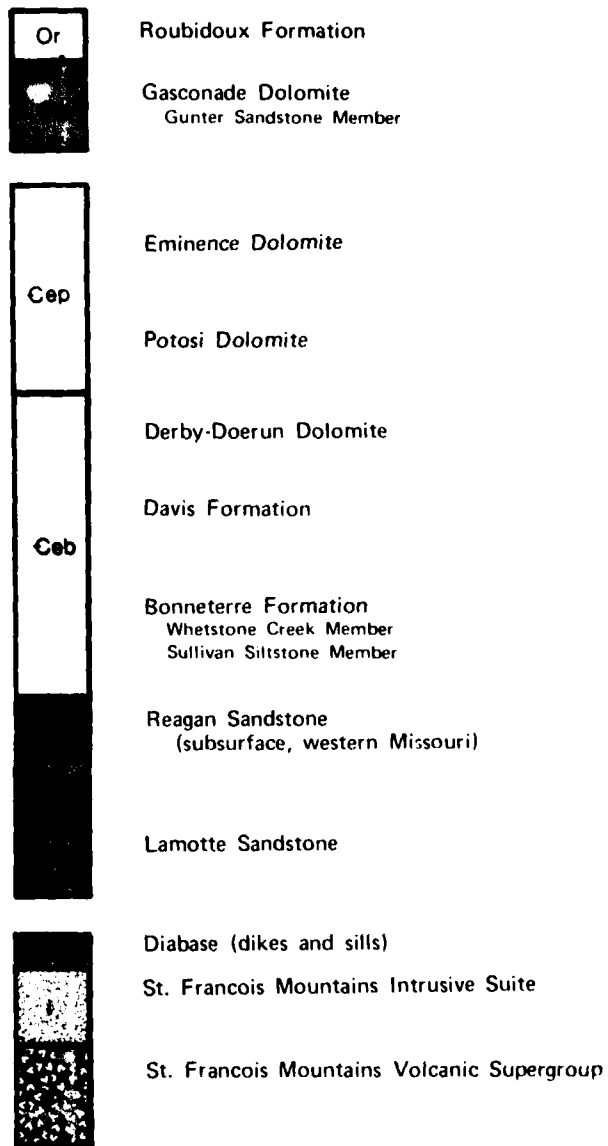 Or
Roubidoux Formation
Gasconade Dolomite
Gunter Sandstone Member
Eminence Dolomite
Єep
Potosi Dolomite
Derby-Doerun Dolomite
Davis Formation
Єeb
Bonneterre Formation
Whetstone Creek Member
Sullivan Siltstone Member
Reagan Sandstone
(subsurface, western Missouri)
Lamotte Sandstone
Diabase (dikes and sills)
St. Francois Mountains Intrusive Suite
St. Francois Mountains Volcanic Supergroup